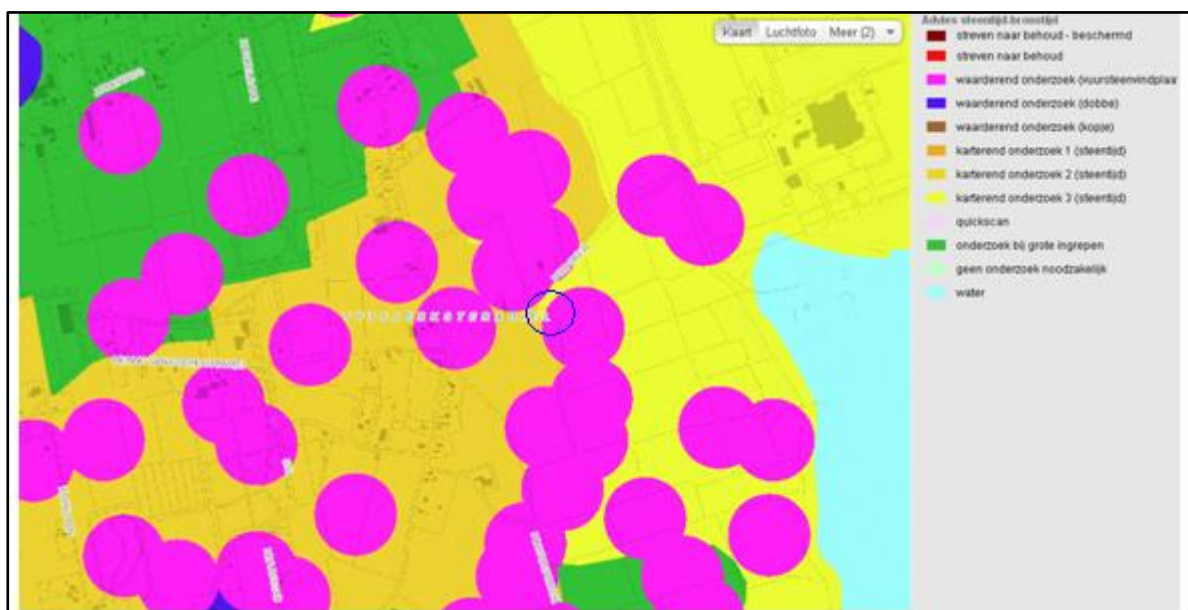 Kaart Luchtfoto Meer (2)
Advies steentijd-bronstijd
streven naar behoud - beschermd
streven naar behoud
waarderend onderzoek (vuursteenvindplaa
waarderend onderzoek (dobbe)
waarderend onderzoek (kopje)
karterend onderzoek 1 (steentijd)
karterend onderzoek 2 (steentijd)
karterend onderzoek 3 (steentijd)
quickscan
onderzoek bij grote ingrepen
geen onderzoek noodzakelijk
water